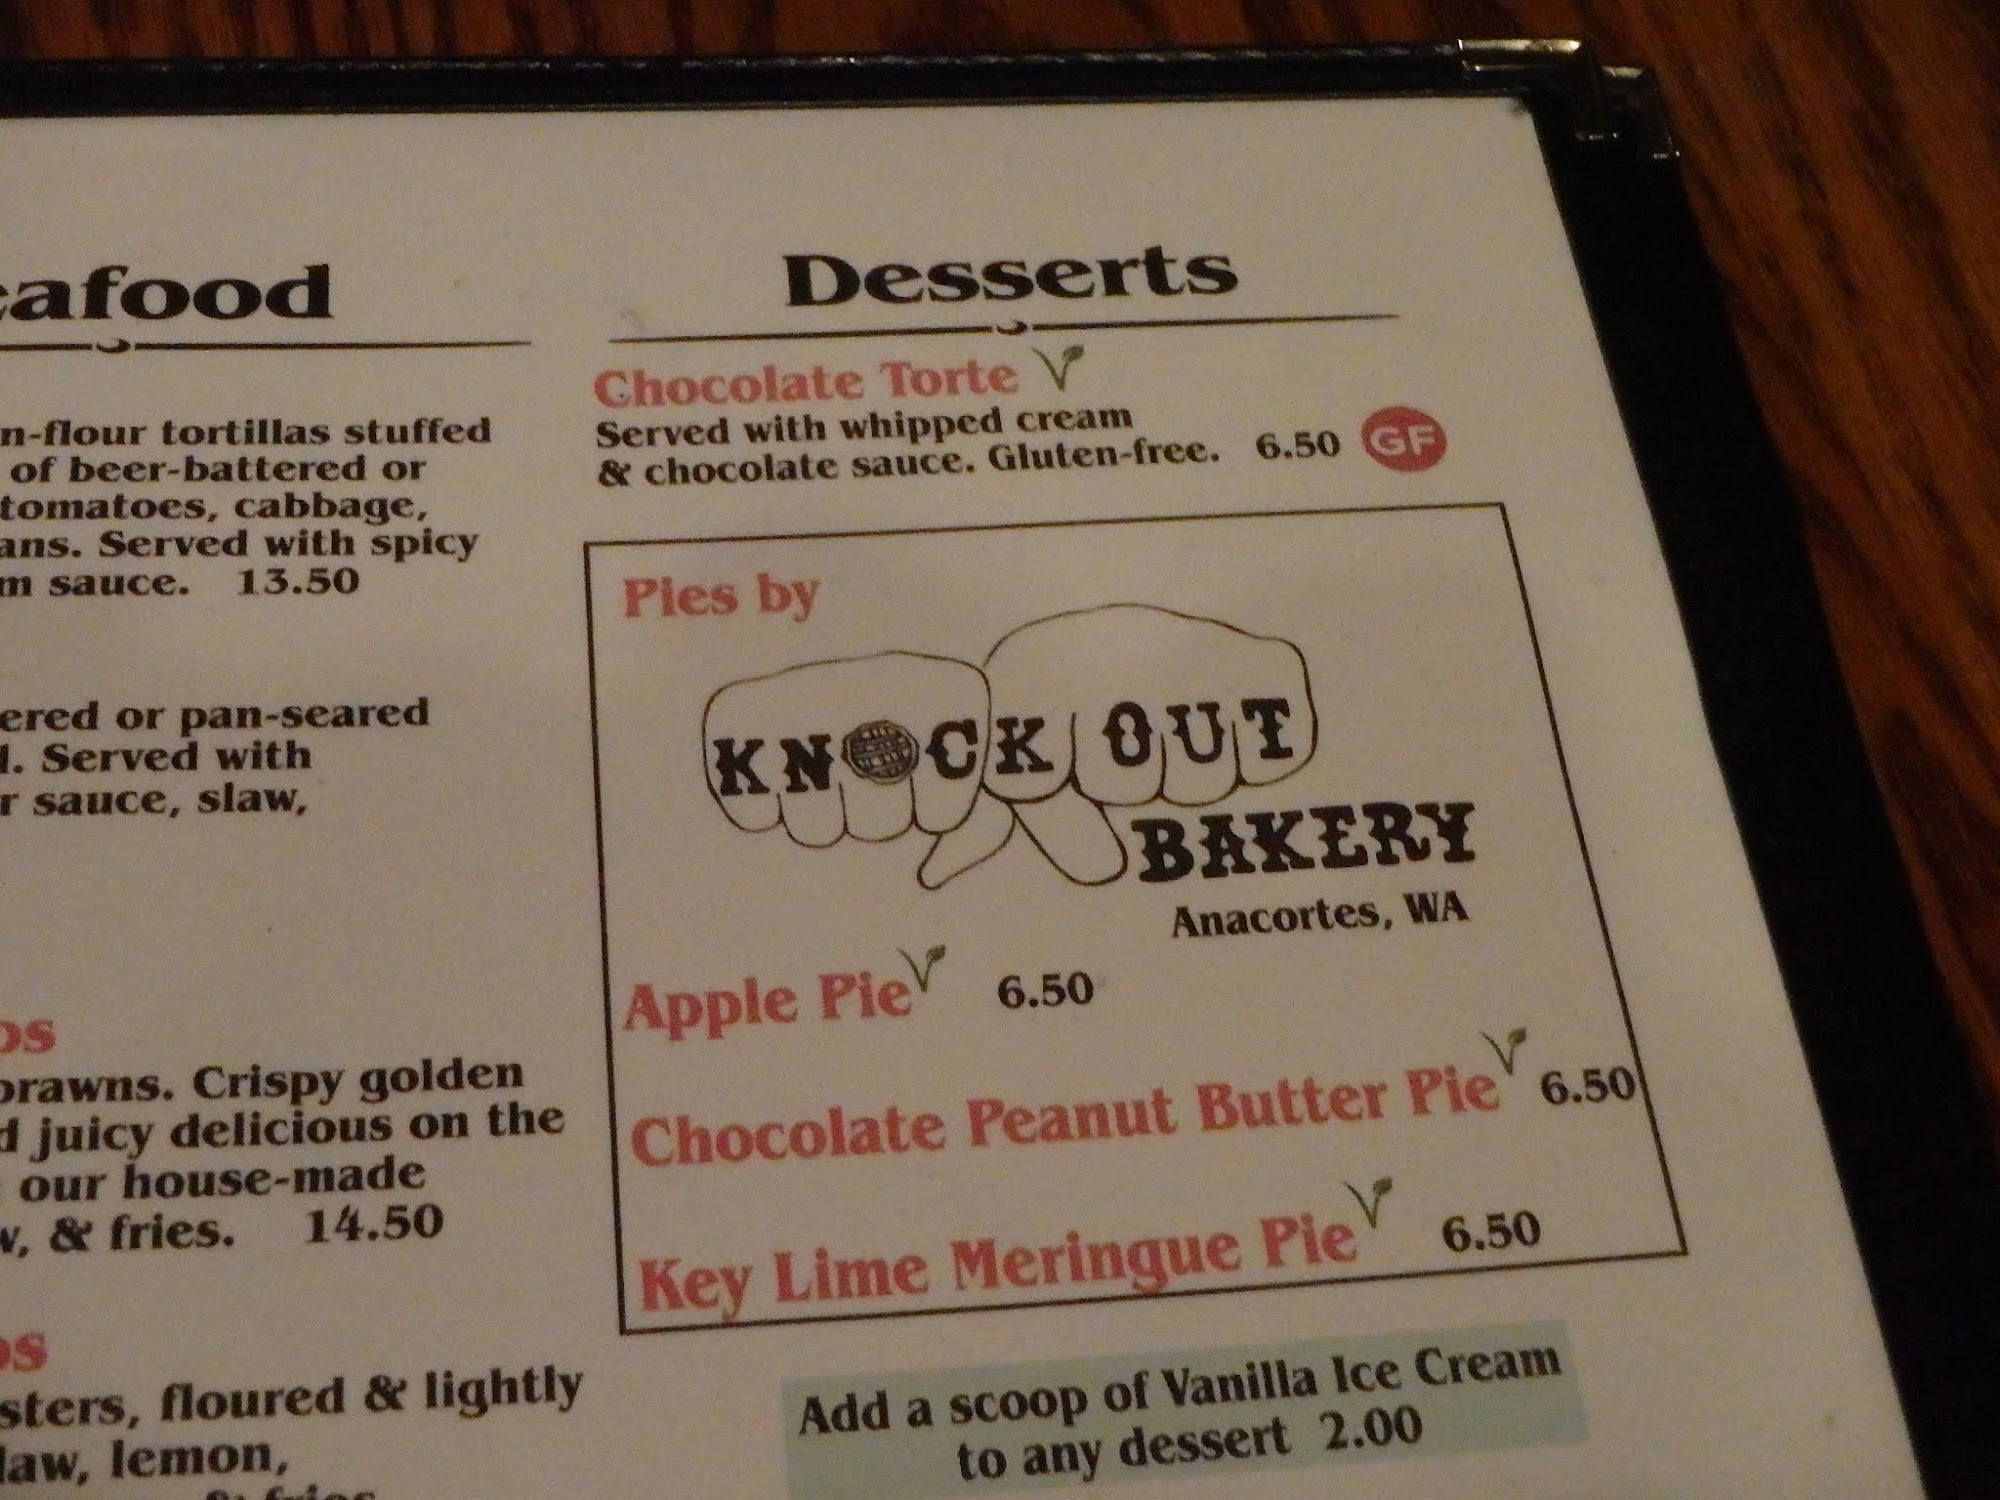 eafood
n-flour tortillas stuffed
of beer-battered or
tomatoes, cabbage,
ans. Served with spicy
m sauce. 13.50
ered or pan-seared
d. Served with
r sauce, slaw,
os
prawns. Crispy golden
d juicy delicious on the
our house-made
w, & fries. 14.50
os
sters, floured & lightly
law, lemon,
& fries
Desserts
Chocolate Torte
Served with whipped cream
& chocolate sauce. Gluten-free. 6.50 GF
Pies by
KNOCK OUT
BAKERY
Anacortes, WA
Apple Pie 6.50
Chocolate Peanut Butter Pie 6.50
Key Lime Meringue Pie 6.50
Add a scoop of Vanilla Ice Cream
to any dessert 2.00